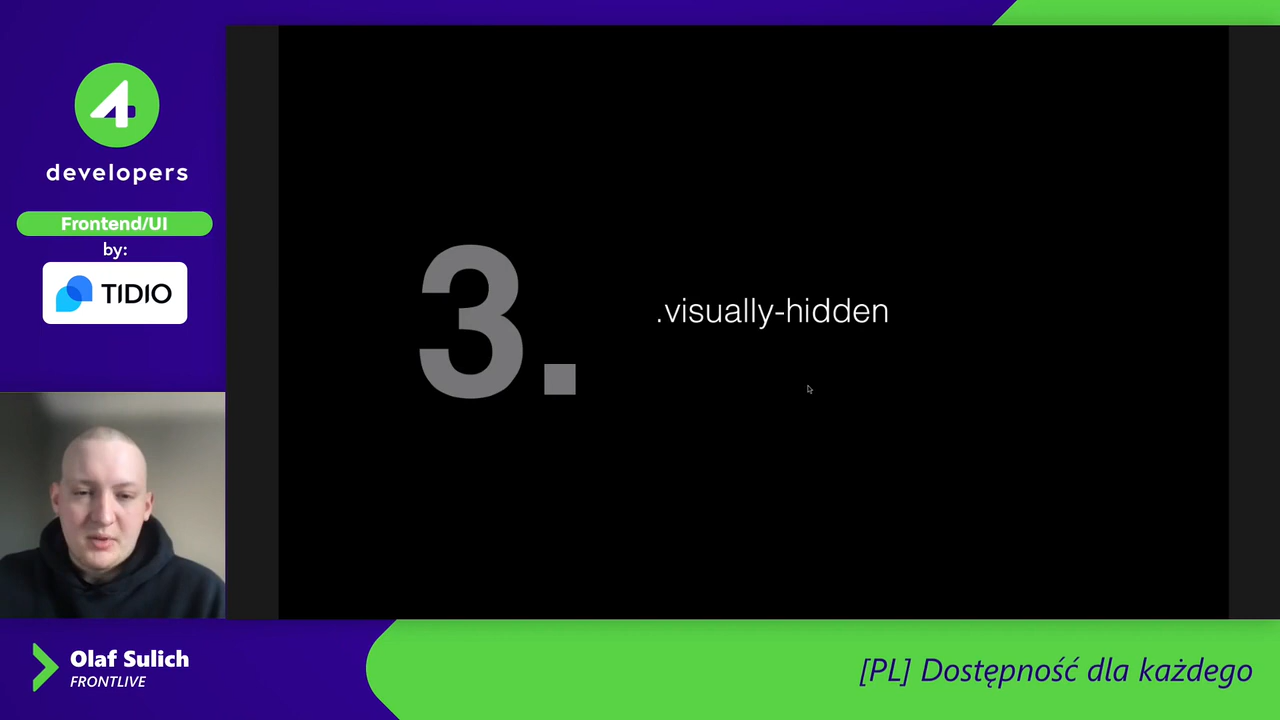 4
developers
Frontend/UI
by:
TIDIO
3.
.visually-hidden
Olaf Sulich
FRONTLIVE
[PL] Dostępność dla każdego